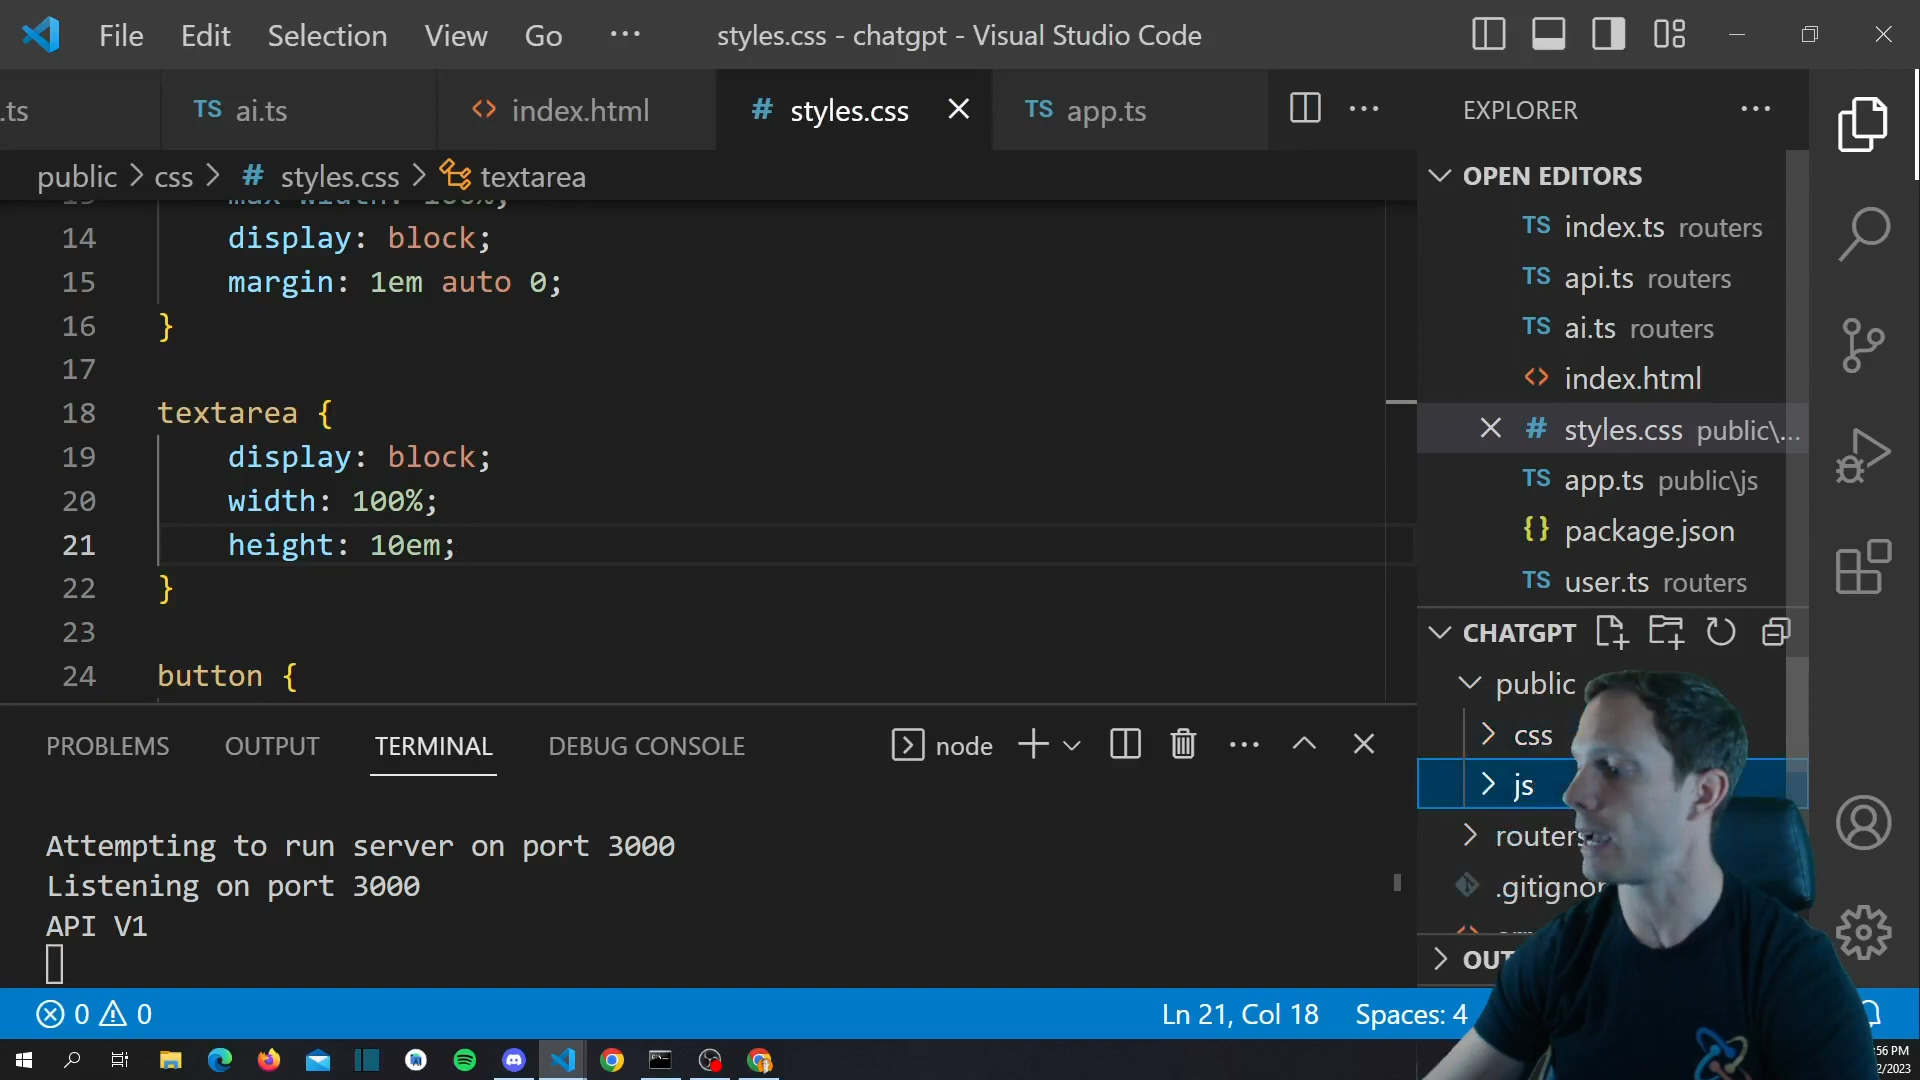 File Edit Selection View Go ··· styles.css - chatgpt - Visual Studio Code
.ts TS ai.ts <> index.html # styles.css TS app.ts
EXPLORER
public > css > # styles.css > textarea
14 display: block;
15 margin: 1em auto 0;
16 }
17
18 textarea {
19 display: block;
20 width: 100%;
21 height: 10em;
22 }
23
24 button {
OPEN EDITORS
TS index.ts routers
TS api.ts routers
TS ai.ts routers
<> index.html
# styles.css public\...
TS app.ts public\js
{} package.json
TS user.ts routers
CHATGPT
public
css
js
routers
.gitignor
OUT
PROBLEMS OUTPUT TERMINAL DEBUG CONSOLE node
Attempting to run server on port 3000
Listening on port 3000
API V1
0 0 Ln 21, Col 18 Spaces: 4
:56 PM
2/2023